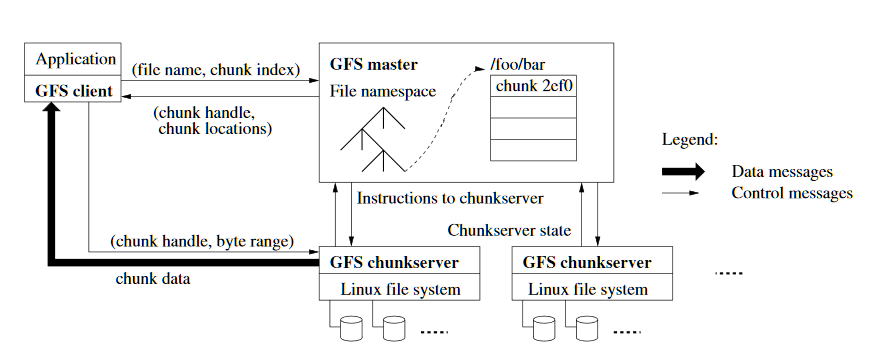 Application
GFS client
(file name, chunk index)
(chunk handle,
chunk locations)
GFS master
File namespace
/foo/bar
chunk 2ef0
Legend:
Data messages
Control messages
Instructions to chunkserver
Chunkserver state
(chunk handle, byte range)
chunk data
GFS chunkserver
Linux file system
GFS chunkserver
Linux file system